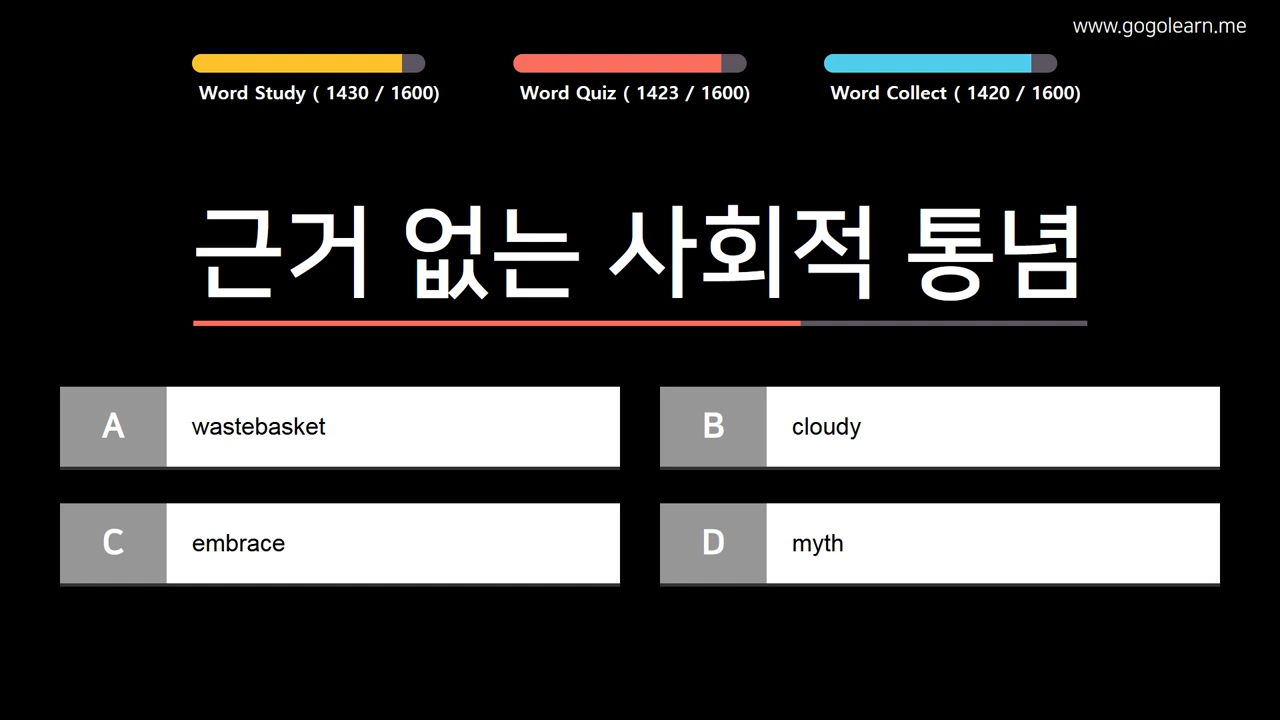 www.gogolearn.me
Word Study ( 1430 / 1600)
Word Quiz ( 1423 / 1600)
Word Collect ( 1420 / 1600)
근거 없는 사회적 통념
A wastebasket
B cloudy
C embrace
D myth